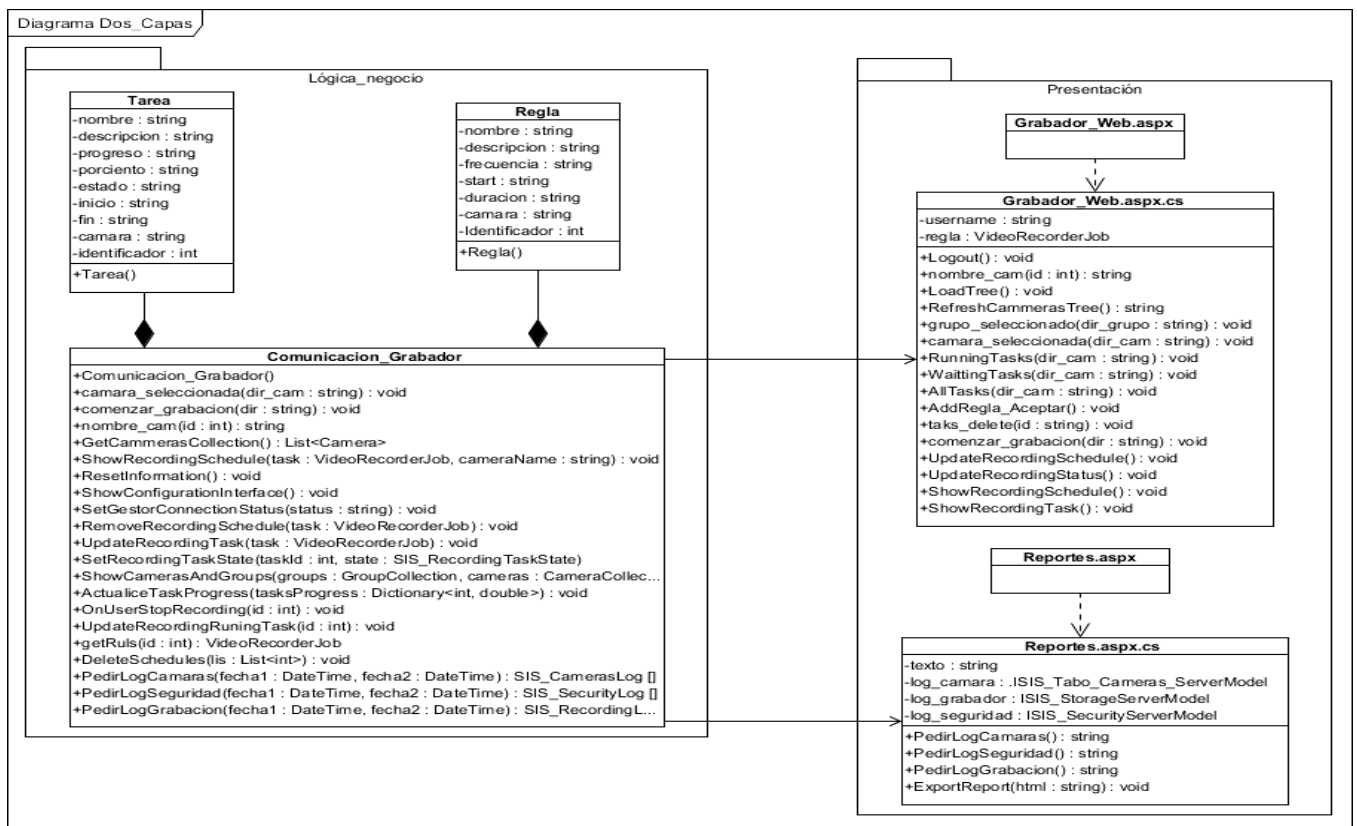 Diagrama Dos_Capas
Lógica_negocio
Tarea
-nombre : string
-descripcion : string
-progreso : string
-porciento : string
-estado : string
-inicio : string
-fin : string
-camara : string
-identificador : int
+Tarea()
Regla
-nombre : string
-descripcion : string
-frecuencia : string
-start : string
-duracion : string
-camara : string
-Identificador : int
+Regla()
Comunicacion_Grabador
+Comunicacion_Grabador()
+camara_seleccionada(dir_cam : string) : void
+comenzar_grabacion(dir : string) : void
+nombre_cam(id : int) : string
+GetCammerasCollection() : List<Camera>
+ShowRecordingSchedule(task : VideoRecorderJob, cameraName : string) : void
+ResetInformation() : void
+ShowConfigurationInterface() : void
+SetGestorConnectionStatus(status : string) : void
+RemoveRecordingSchedule(task : VideoRecorderJob) : void
+UpdateRecordingTask(task : VideoRecorderJob) : void
+SetRecordingTaskState(taskId : int, state : SIS_RecordingTaskState)
+ShowCamerasAndGroups(groups : GroupCollection, cameras : CameraCollec...
+ActualiceTaskProgress(tasksProgress : Dictionary<int, double>) : void
+OnUserStopRecording(id : int) : void
+UpdateRecordingRuningTask(id : int) : void
+getRuls(id : int) : VideoRecorderJob
+DeleteSchedules(lis : List<int>) : void
+PedirLogCamaras(fecha1 : DateTime, fecha2 : DateTime) : SIS_CamerasLog []
+PedirLogSeguridad(fecha1 : DateTime, fecha2 : DateTime) : SIS_SecurityLog []
+PedirLogGrabacion(fecha1 : DateTime, fecha2 : DateTime) : SIS_RecordingL...
Presentación
Grabador_Web.aspx
Grabador_Web.aspx.cs
-username : string
-regla : VideoRecorderJob
+Logout() : void
+nombre_cam(id : int) : string
+LoadTree() : void
+RefreshCammerasTree() : string
+grupo_seleccionado(dir_grupo : string) : void
+camara_seleccionada(dir_cam : string) : void
+RunningTasks(dir_cam : string) : void
+WaittingTasks(dir_cam : string) : void
+AllTasks(dir_cam : string) : void
+AddRegla_Aceptar() : void
+taks_delete(id : string) : void
+comenzar_grabacion(dir : string) : void
+UpdateRecordingSchedule() : void
+UpdateRecordingStatus() : void
+ShowRecordingSchedule() : void
+ShowRecordingTask() : void
Reportes.aspx
Reportes.aspx.cs
-texto : string
-log_camara : .ISIS_Tabo_Cameras_ServerModel
-log_grabador : ISIS_StorageServerModel
-log_seguridad : ISIS_SecurityServerModel
+PedirLogCamaras() : string
+PedirLogSeguridad() : string
+PedirLogGrabacion() : string
+ExportReport(html : string) : void